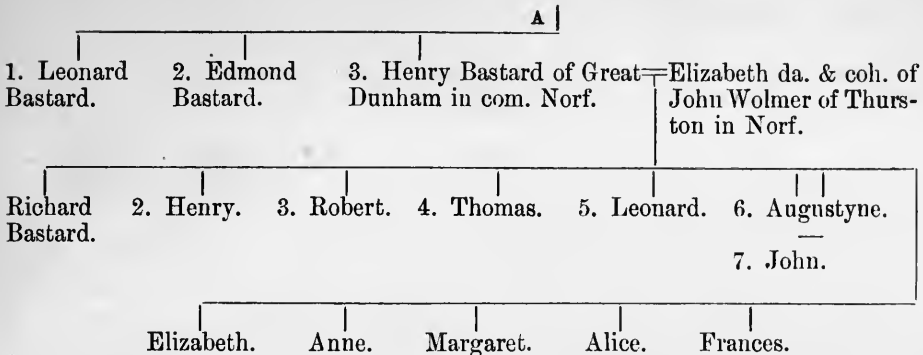 A
1. Leonard Bastard.
2. Edmond Bastard.
3. Henry Bastard of Great Dunham in com. Norf.
Elizabeth da. & coh. of John Wolmer of Thurs-
ton in Norf.
Richard Bastard.
2. Henry.
3. Robert.
4. Thomas.
5. Leonard.
6. Augustyne.
7. John.
Elizabeth.
Anne.
Margaret.
Alice.
Frances.